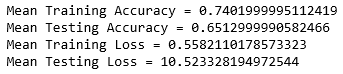 Mean Training Accuracy = 0.7401999995112419
Mean Testing Accuracy = 0.6512999990582466
Mean Training Loss = 0.5582110178573323
Mean Testing Loss = 10.523328194972544